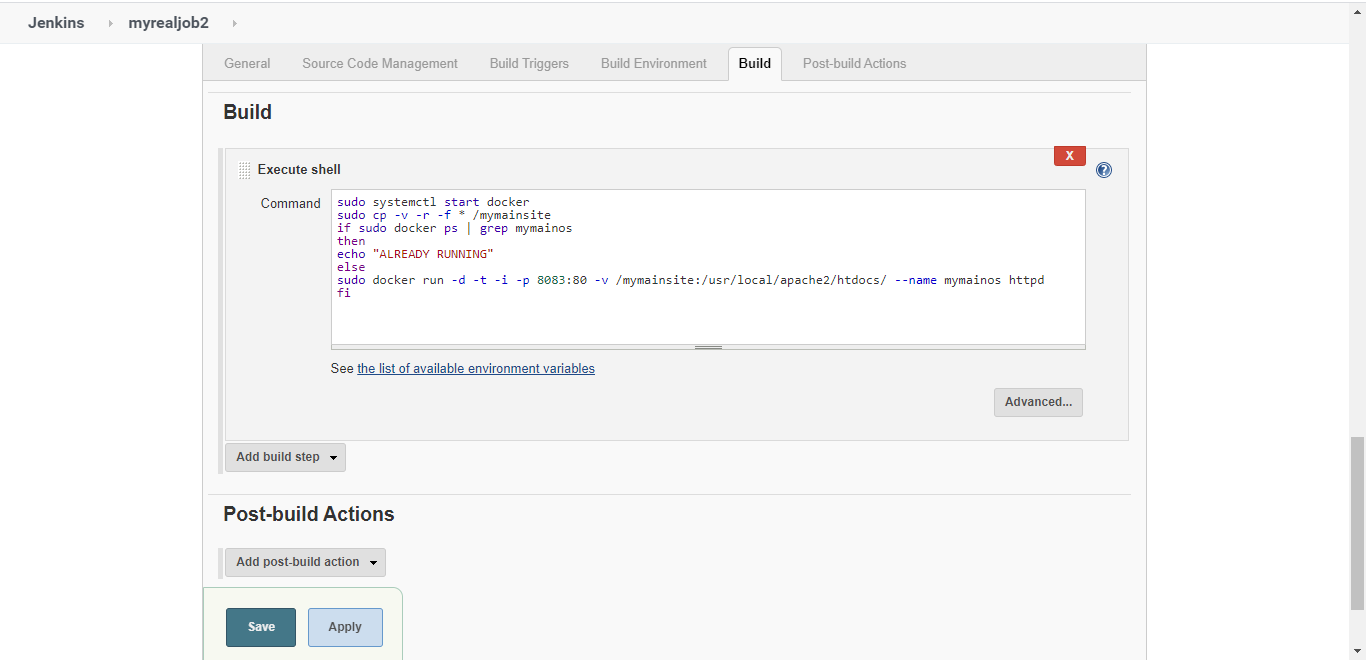 Jenkins myrealjob2
General Source Code Management Build Triggers Build Environment Build Post-build Actions
Build
X
Execute shell
?
Command
sudo systemctl start docker
sudo cp -v -r -f * /mymainsite
if sudo docker ps | grep mymainos
then
echo "ALREADY RUNNING"
else
sudo docker run -d -t -i -p 8083:80 -v /mymainsite:/usr/local/apache2/htdocs/ --name mymainos httpd
fi
See the list of available environment variables
Advanced...
Add build step
Post-build Actions
Add post-build action
Save Apply